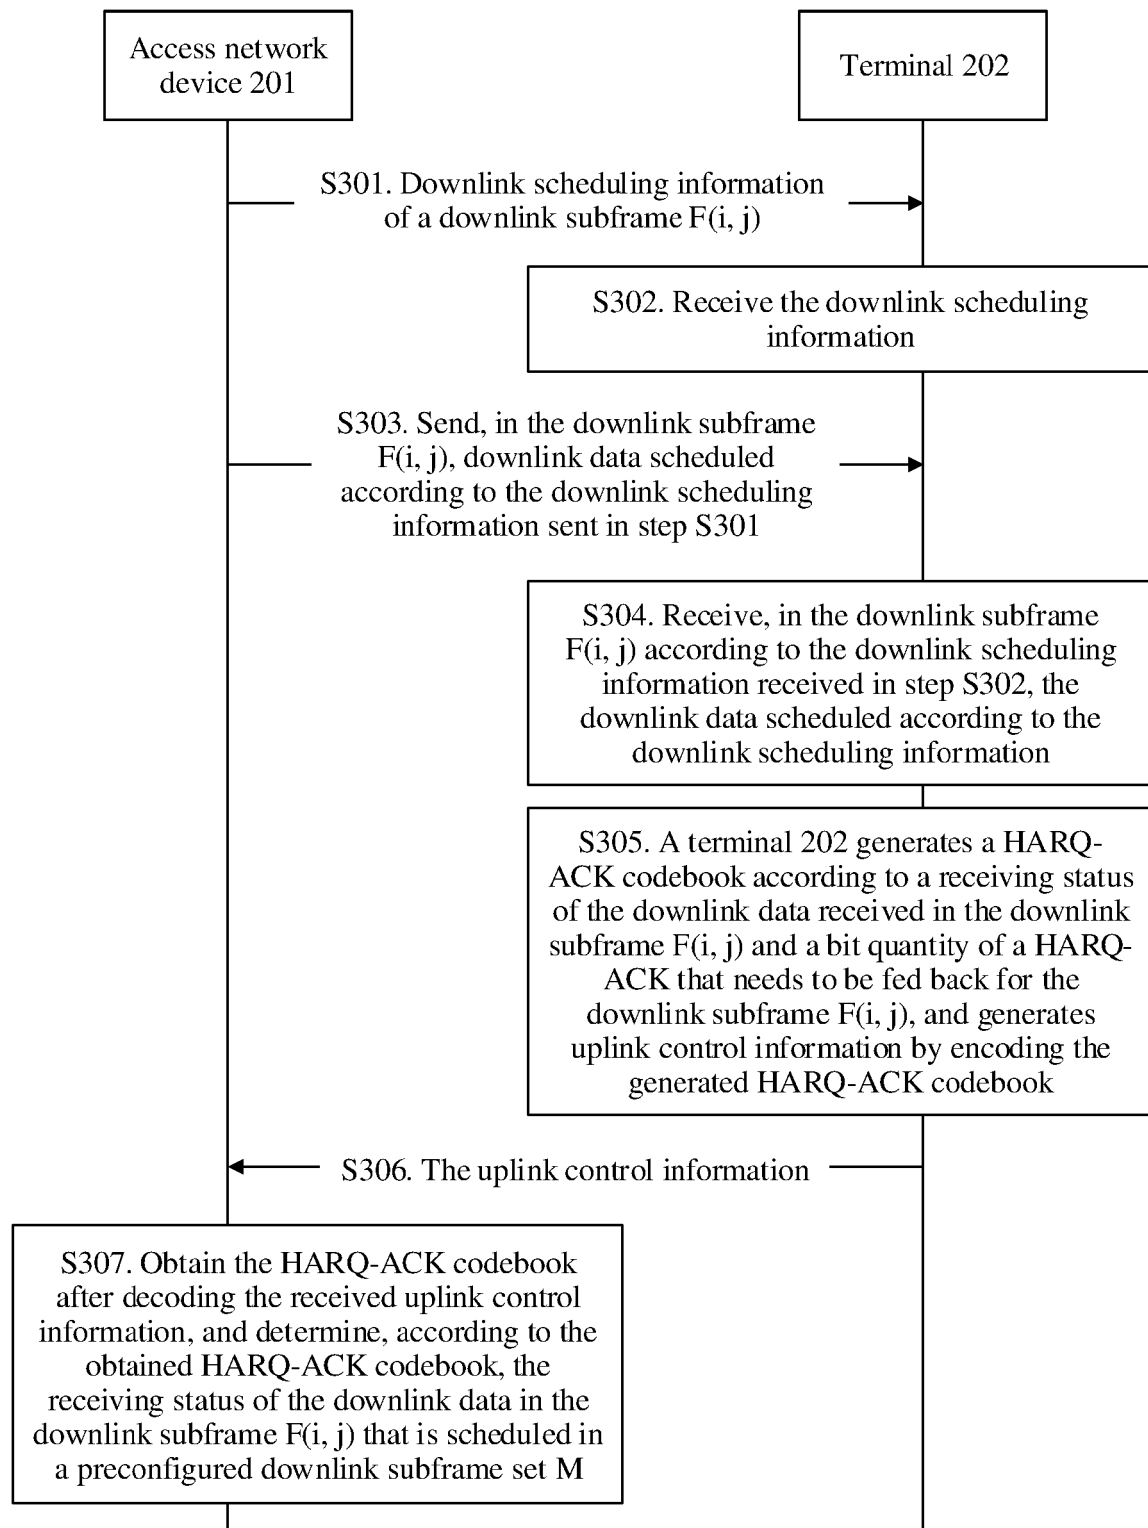 Access network
device 201
Terminal 202
S301. Downlink scheduling information
of a downlink subframe F(i, j)
S302. Receive the downlink scheduling
information
S303. Send, in the downlink subframe
F(i, j), downlink data scheduled
according to the downlink scheduling
information sent in step S301
S304. Receive, in the downlink subframe
F(i, j) according to the downlink scheduling
information received in step S302, the
downlink data scheduled according to the
downlink scheduling information
S305. A terminal 202 generates a HARQ-
ACK codebook according to a receiving status
of the downlink data received in the downlink
subframe F(i, j) and a bit quantity of a HARQ-
ACK that needs to be fed back for the
downlink subframe F(i, j), and generates
uplink control information by encoding the
generated HARQ-ACK codebook
S306. The uplink control information
S307. Obtain the HARQ-ACK codebook
after decoding the received uplink control
information, and determine, according to the
obtained HARQ-ACK codebook, the
receiving status of the downlink data in the
downlink subframe F(i, j) that is scheduled in
a preconfigured downlink subframe set M